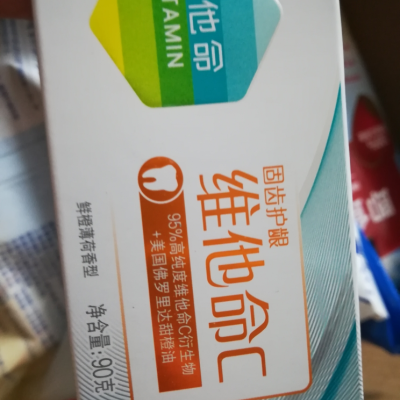 他命
TAMIN
固齿护龈
维他命C
95%高纯度维他命C衍生物
+美国佛罗里达甜橙油
鲜橙薄荷香型
净含量:90克